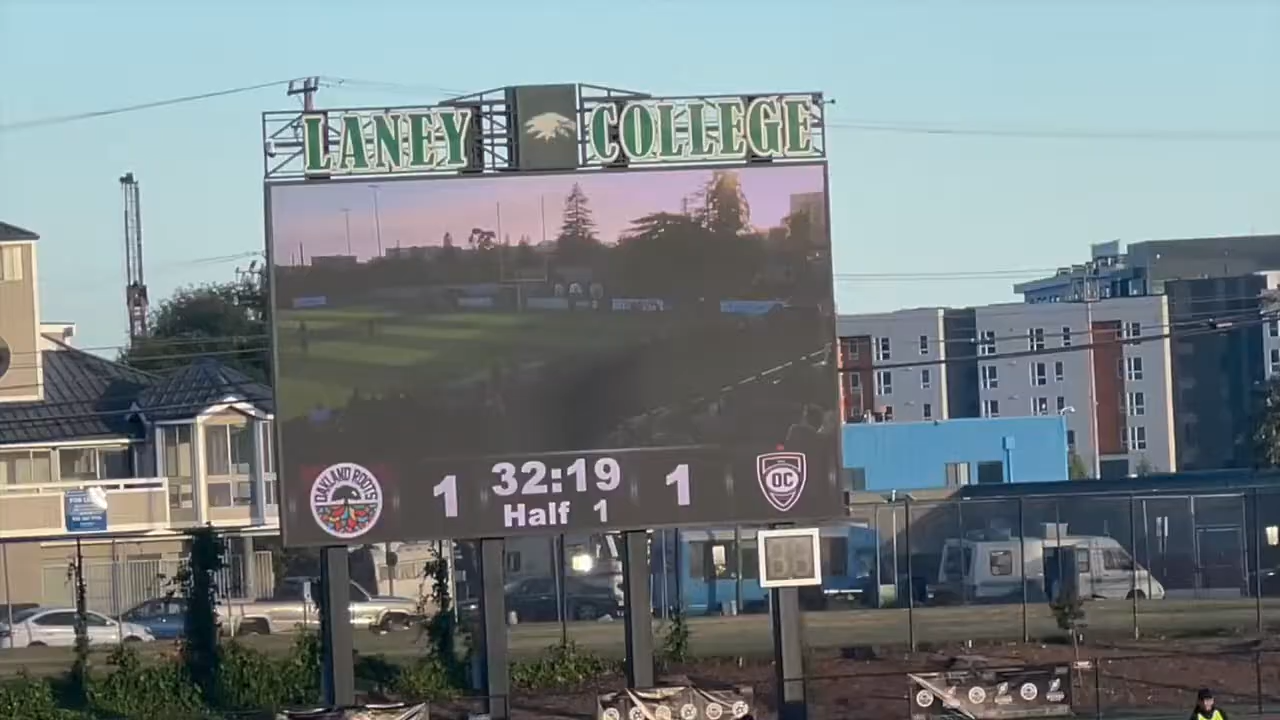 LANEY COLLEGE
OAKLAND ROOTS
1
32:19
Half 1
1
OC